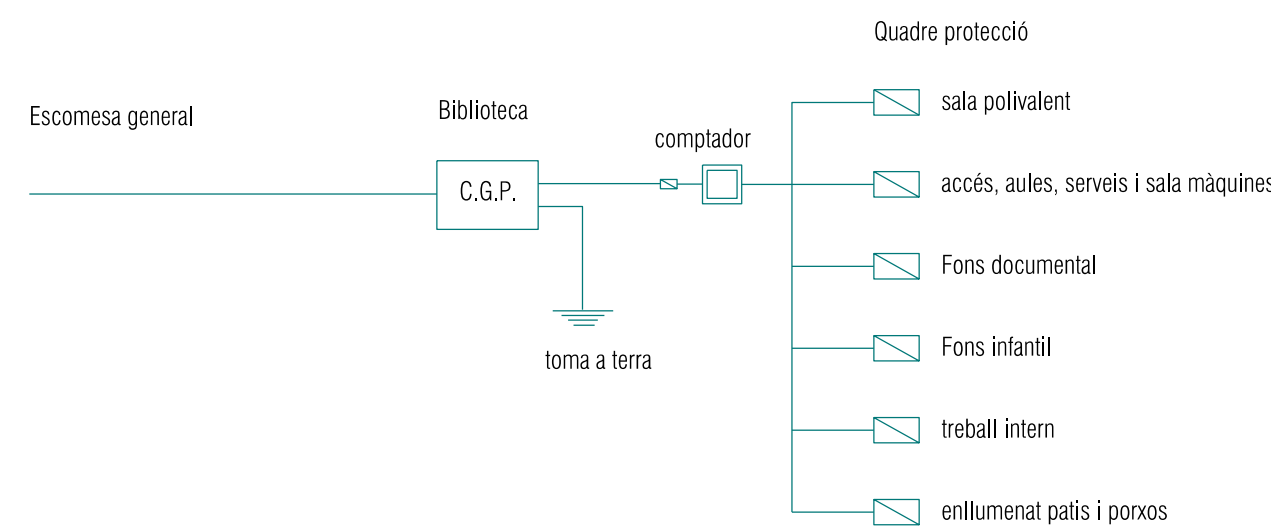 Quadre protecció
Escomesa general
Biblioteca
C.G.P.
comptador
toma a terra
sala polivalent
accés, aules, serveis i sala màquines
Fons documental
Fons infantil
treball intern
enllumenat patis i porxos